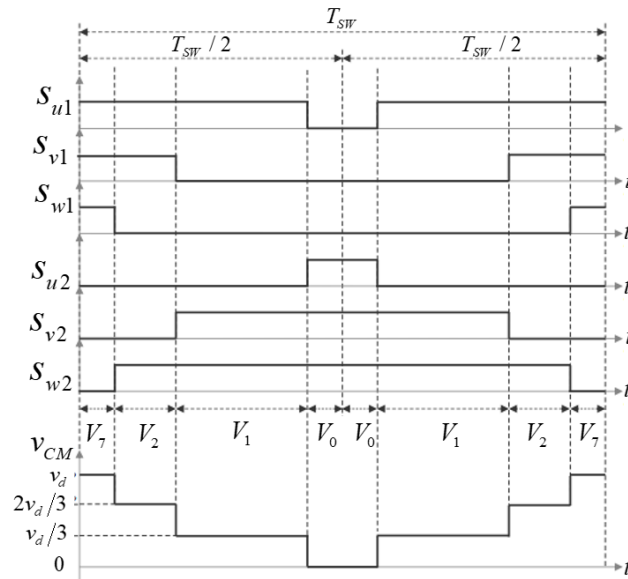 T_SW
T_SW / 2 T_SW / 2
S_u1
S_v1 t
S_w1 t
t
S_u2 t
S_v2 t
S_w2 t
V_7 V_2 V_1 V_0 V_0 V_1 V_2 V_7
v_CM
v_d
2v_d/3
v_d/3
0 t